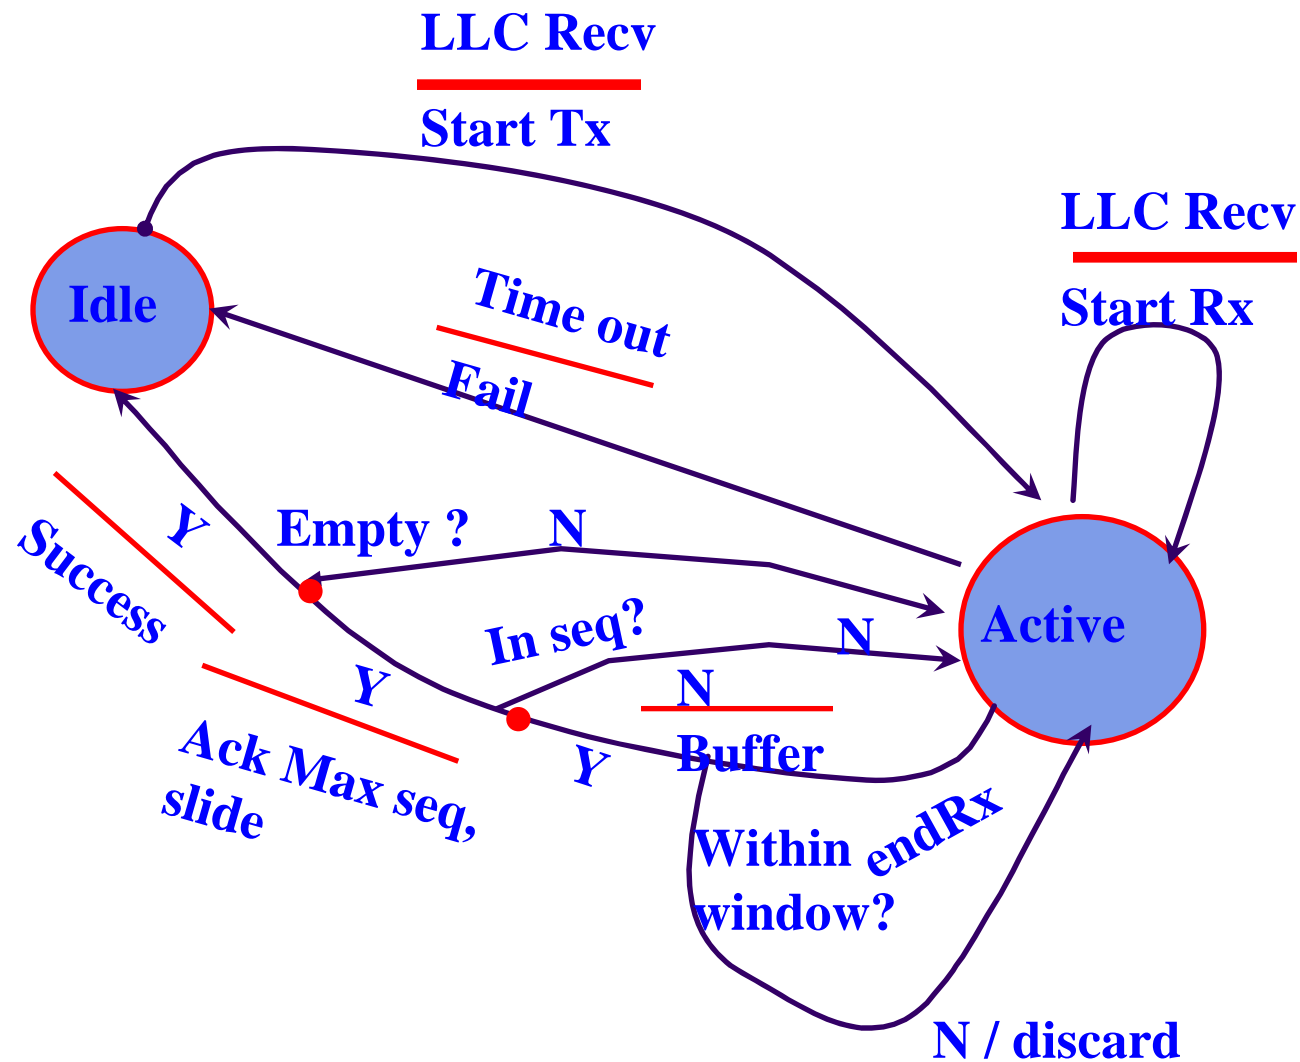 LLC Recv
Start Tx
LLC Recv
Start Rx
Idle
Time out
Fail
Y
Success
Empty ?
N
In seq?
N
Active
Y
N
Buffer
Ack Max seq,
slide
Y
Within
window?
endRx
N / discard